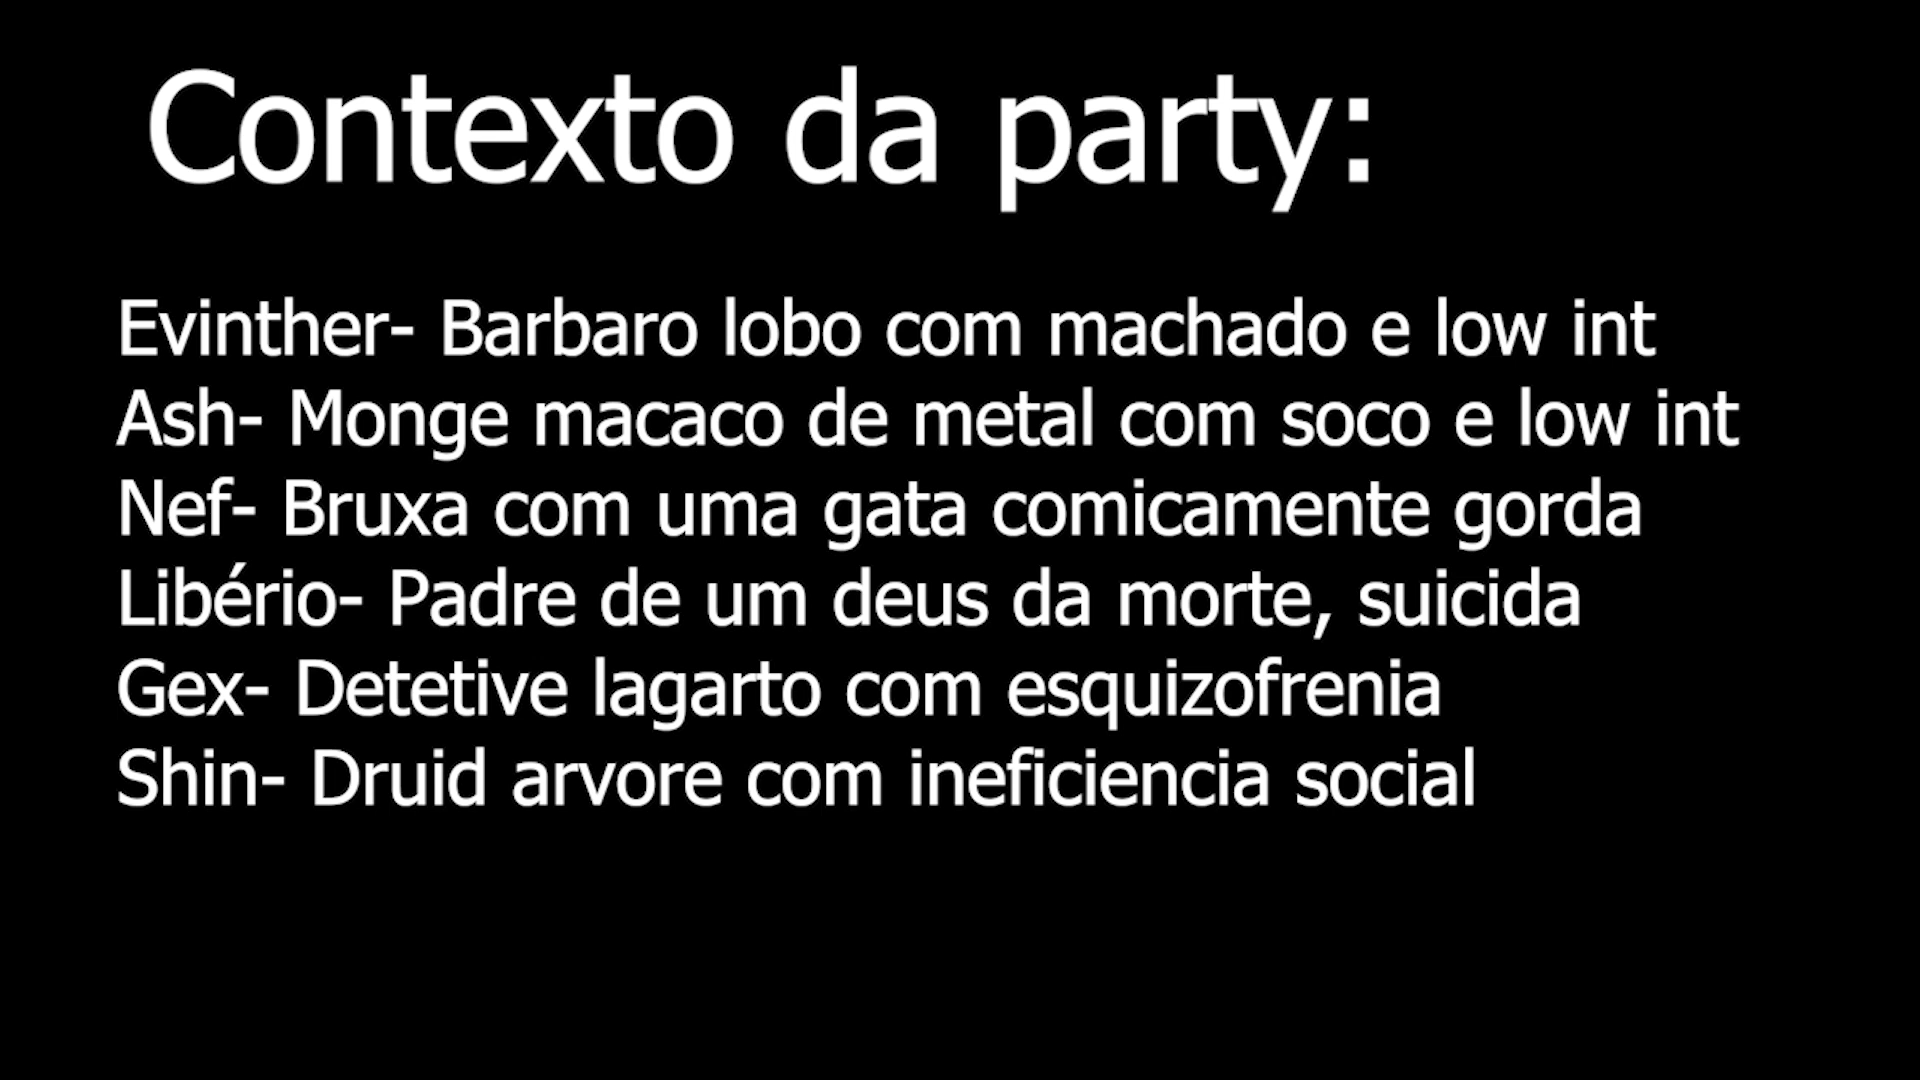 Contexto da party:
Evinther- Barbaro lobo com machado e low int
Ash- Monge macaco de metal com soco e low int
Nef- Bruxa com uma gata comicamente gorda
Libério- Padre de um deus da morte, suicida
Gex- Detetive lagarto com esquizofrenia
Shin- Druid arvore com ineficiencia social